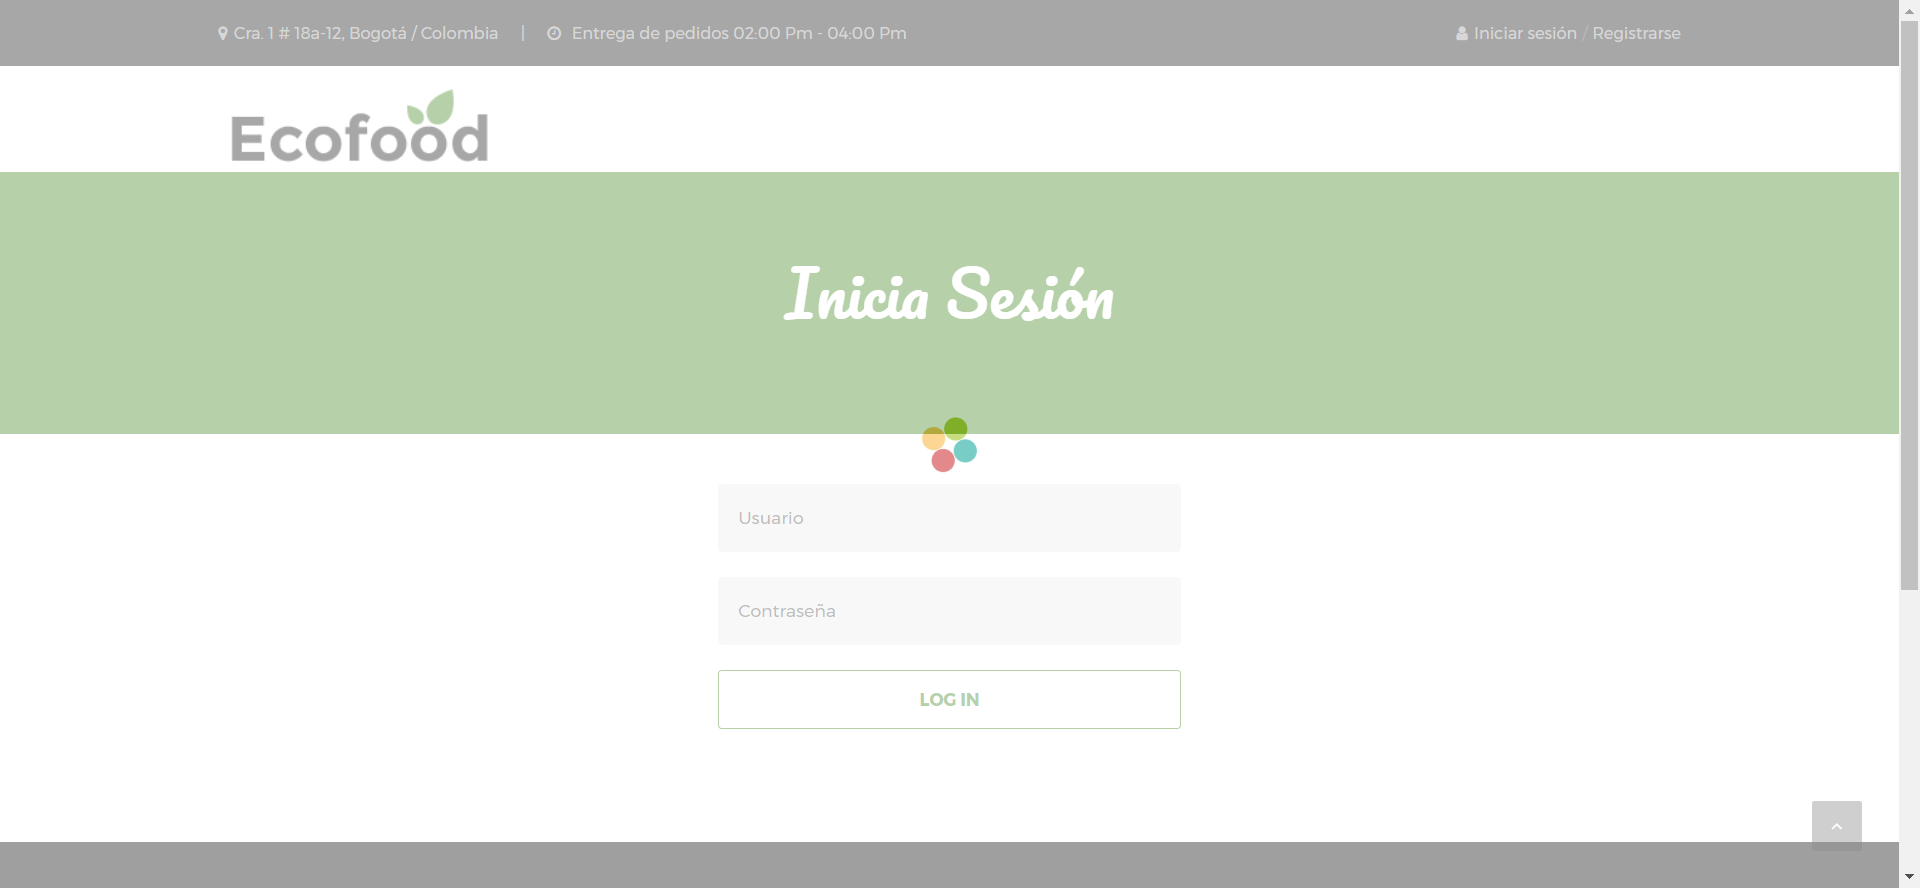 Cra. 1 # 18a-12, Bogotá / Colombia | Entrega de pedidos 02:00 Pm - 04:00 Pm Iniciar sesión / Registrarse
Ecofood
Inicia Sesión
Usuario
Contraseña
LOG IN